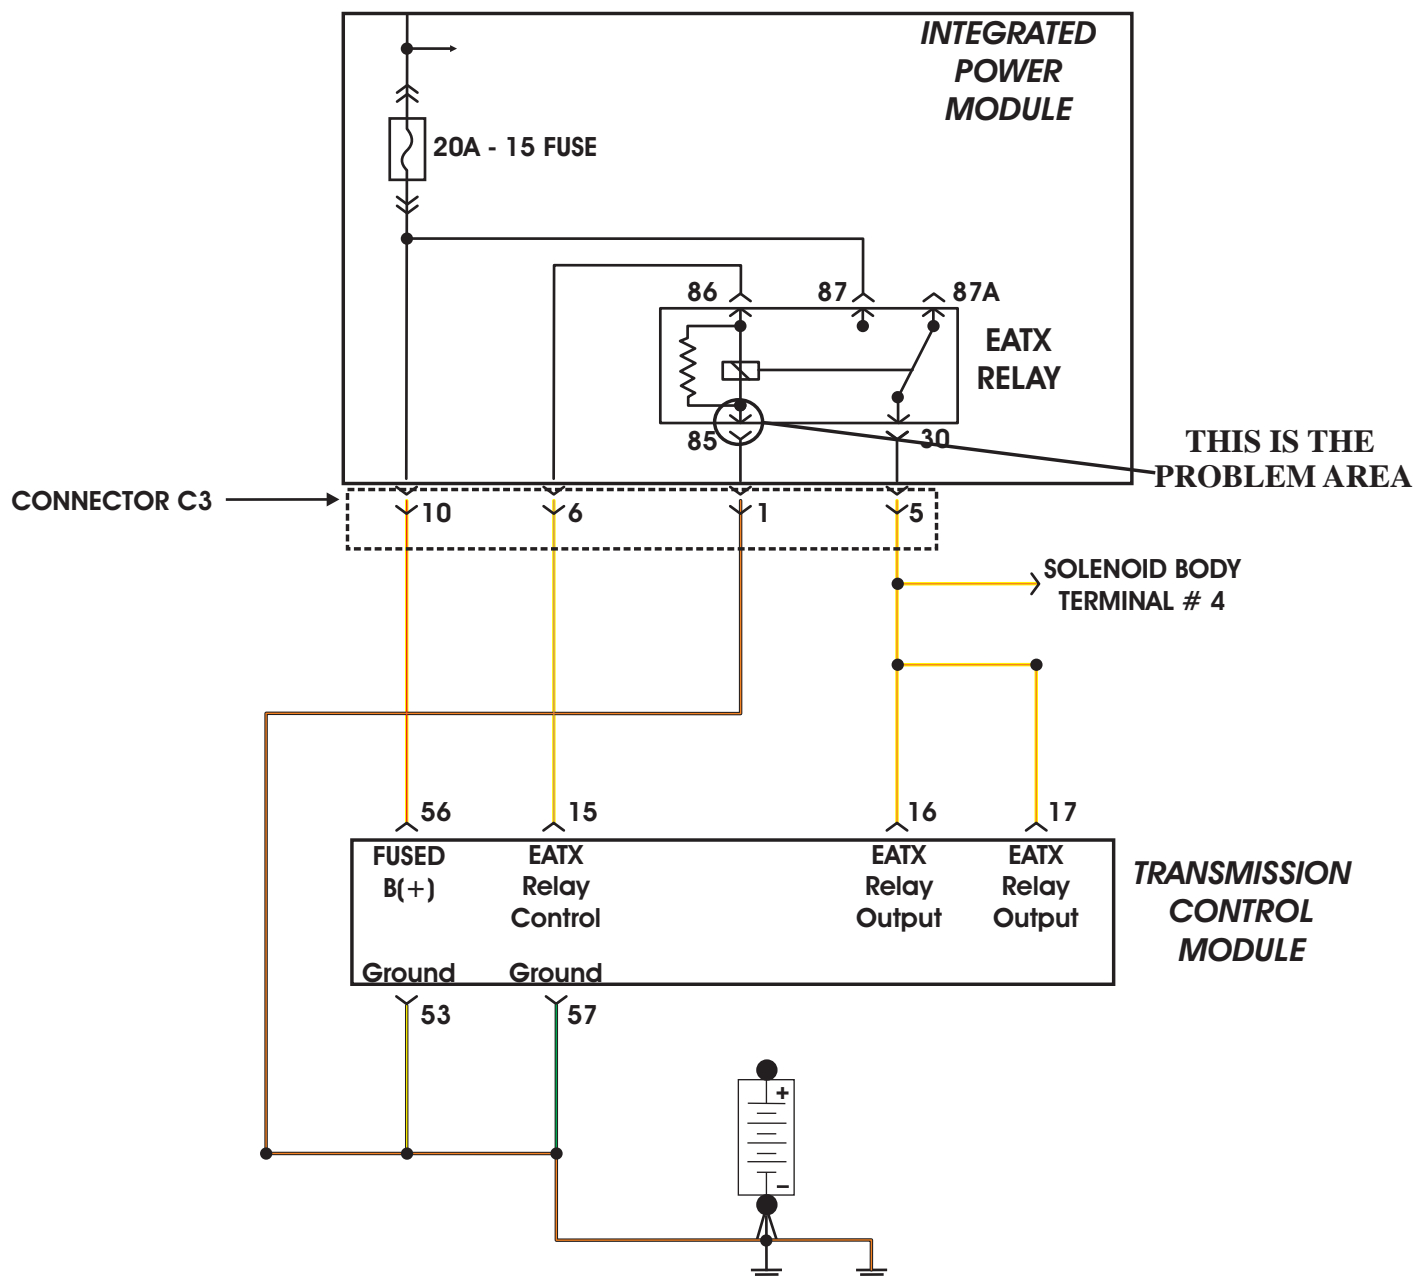 INTEGRATED
POWER
MODULE
20A - 15 FUSE
86
87
87A
EATX
RELAY
85
30
THIS IS THE
PROBLEM AREA
CONNECTOR C3
10
6
1
5
SOLENOID BODY
TERMINAL # 4
56
15
16
17
FUSED
B(+)
EATX
Relay
Control
EATX
Relay
Output
EATX
Relay
Output
TRANSMISSION
CONTROL
MODULE
Ground
Ground
53
57
+
−